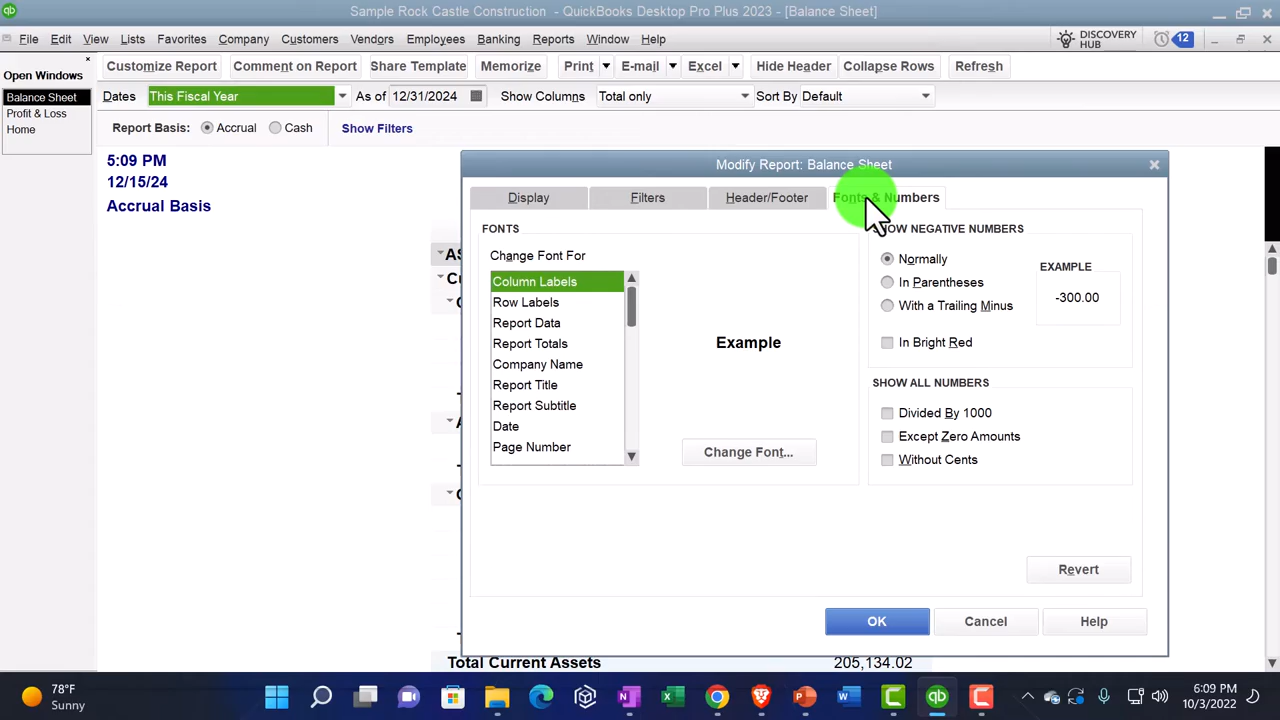 Sample Rock Castle Construction - QuickBooks Desktop Pro Plus 2023 - [Balance Sheet]
File Edit View Lists Favorites Company Customers Vendors Employees Banking Reports Window Help
DISCOVERY HUB
12
Open Windows
Balance Sheet
Profit & Loss
Home
Customize Report Comment on Report Share Template Memorize Print E-mail Excel Hide Header Collapse Rows Refresh
Dates This Fiscal Year As of 12/31/2024 Show Columns Total only Sort By Default
Report Basis: Accrual Cash Show Filters
5:09 PM
12/15/24
Accrual Basis
Modify Report: Balance Sheet
Display Filters Header/Footer Fonts & Numbers
FONTS
Change Font For
Column Labels
Row Labels
Report Data
Report Totals
Company Name
Report Title
Report Subtitle
Date
Page Number
Example
Change Font...
NEGATIVE NUMBERS
Normally
In Parentheses
With a Trailing Minus
In Bright Red
EXAMPLE
-300.00
SHOW ALL NUMBERS
Divided By 1000
Except Zero Amounts
Without Cents
Revert
OK Cancel Help
Total Current Assets 205,134.02
78°F
Sunny
6:09 PM
10/3/2022